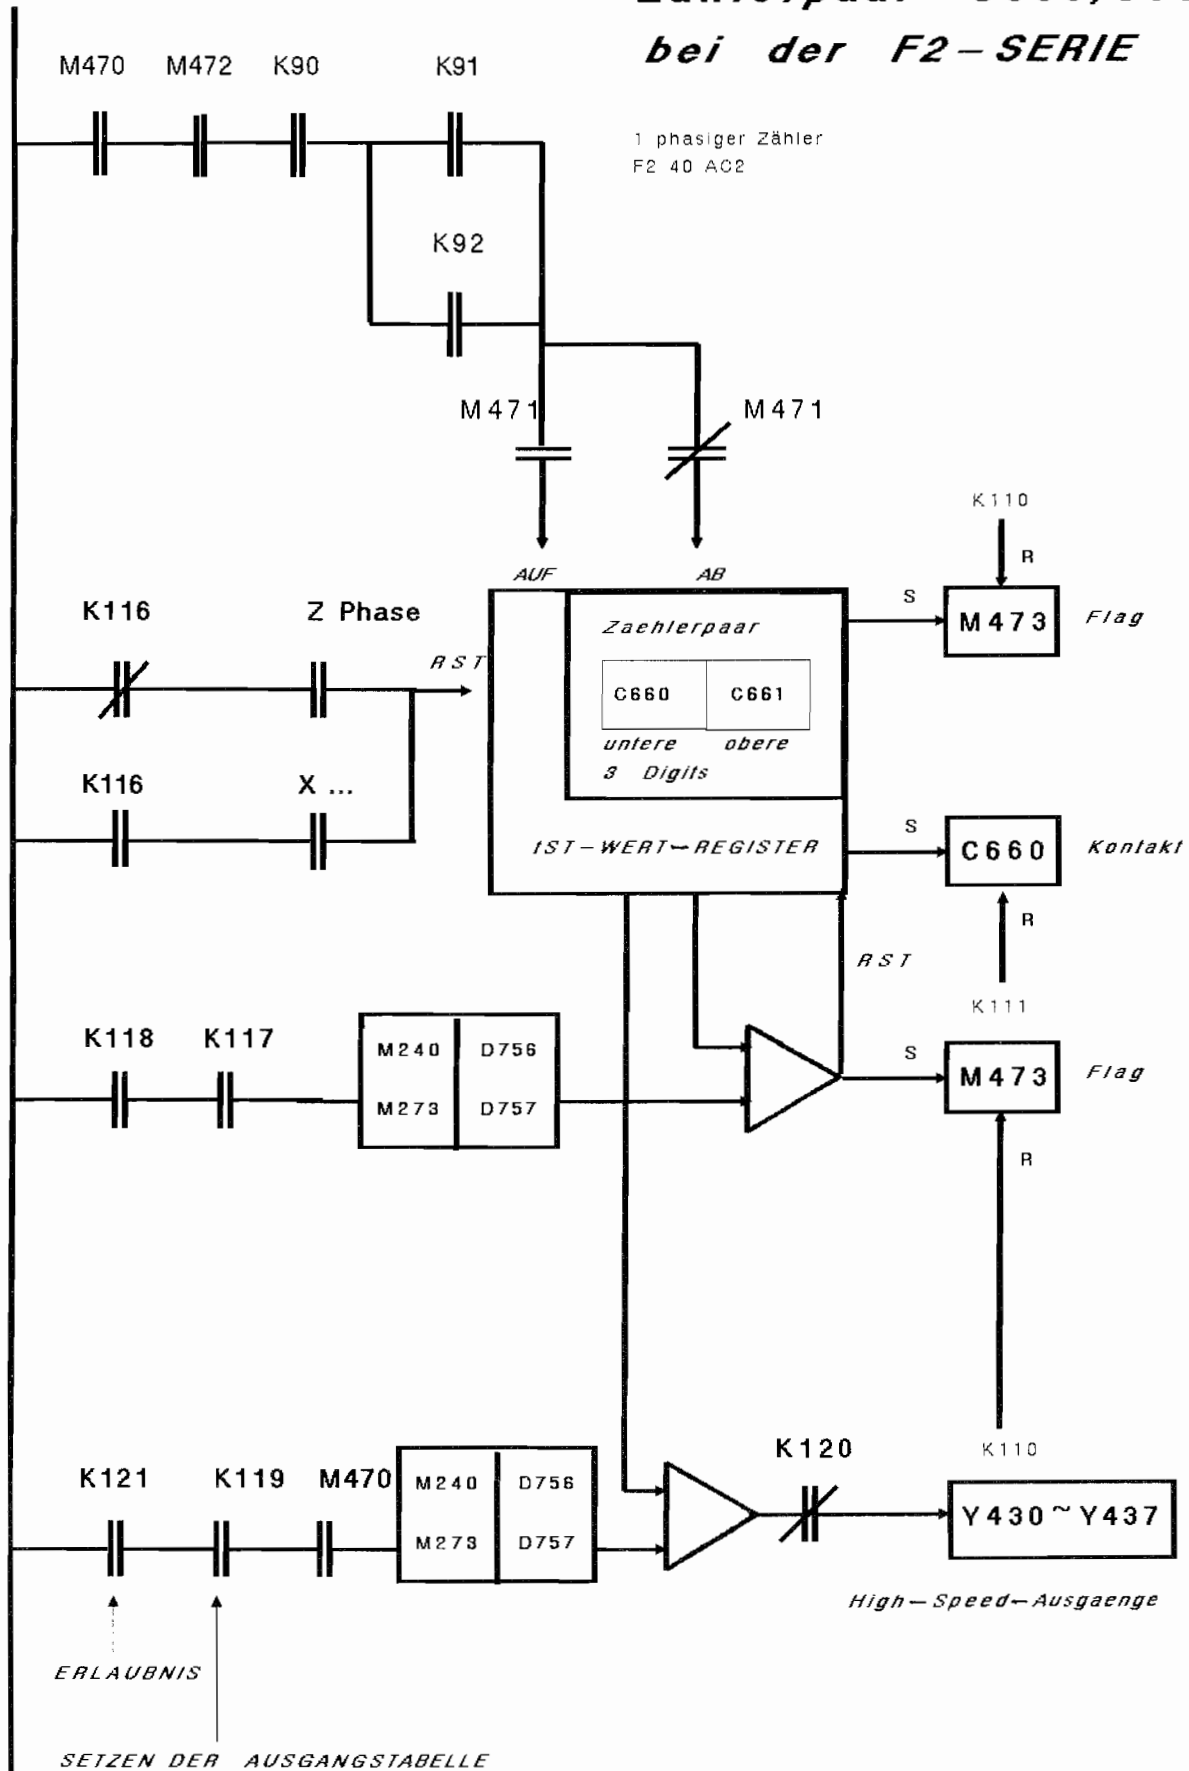 bei der F2-SERIE
M470 M472 K90 K91
1 phasiger Zähler
F2 40 AC2
K92
M471 M471
K110
R
AUF AB
S
M473 Flag
K116 Z Phase
RST
Zaehlerpaar
C660 C661
untere obere
3 Digits
K116 X ...
IST-WERT-REGISTER
S
C660 Kontakt
R
RST
K111
K118 K117
M240 D756
M273 D757
S
M473 Flag
R
K110
K120
K121 K119 M470
M240 D756
M273 D757
Y430~Y437
High-Speed-Ausgaenge
ERLAUBNIS
SETZEN DER AUSGANGSTABELLE